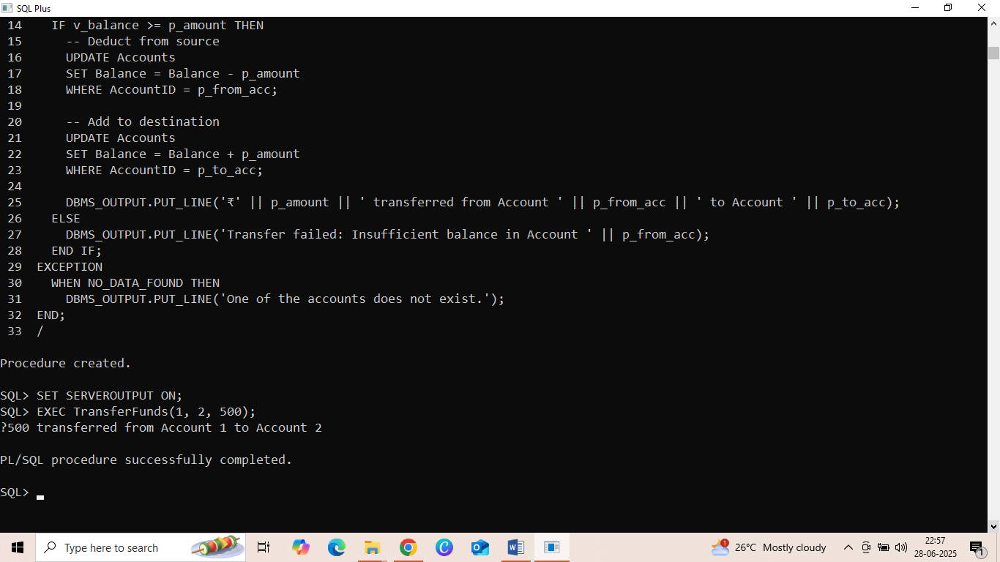 SQL Plus
14    IF v_balance >= p_amount THEN
15      -- Deduct from source
16      UPDATE Accounts
17      SET Balance = Balance - p_amount
18      WHERE AccountID = p_from_acc;
19
20      -- Add to destination
21      UPDATE Accounts
22      SET Balance = Balance + p_amount
23      WHERE AccountID = p_to_acc;
24
25      DBMS_OUTPUT.PUT_LINE('₹' || p_amount || ' transferred from Account ' || p_from_acc || ' to Account ' || p_to_acc);
26    ELSE
27      DBMS_OUTPUT.PUT_LINE('Transfer failed: Insufficient balance in Account ' || p_from_acc);
28    END IF;
29  EXCEPTION
30    WHEN NO_DATA_FOUND THEN
31      DBMS_OUTPUT.PUT_LINE('One of the accounts does not exist.');
32  END;
33  /
Procedure created.
SQL> SET SERVEROUTPUT ON;
SQL> EXEC TransferFunds(1, 2, 500);
?500 transferred from Account 1 to Account 2
PL/SQL procedure successfully completed.
SQL>
Type here to search
1
26°C Mostly cloudy
22:57
28-06-2025
1